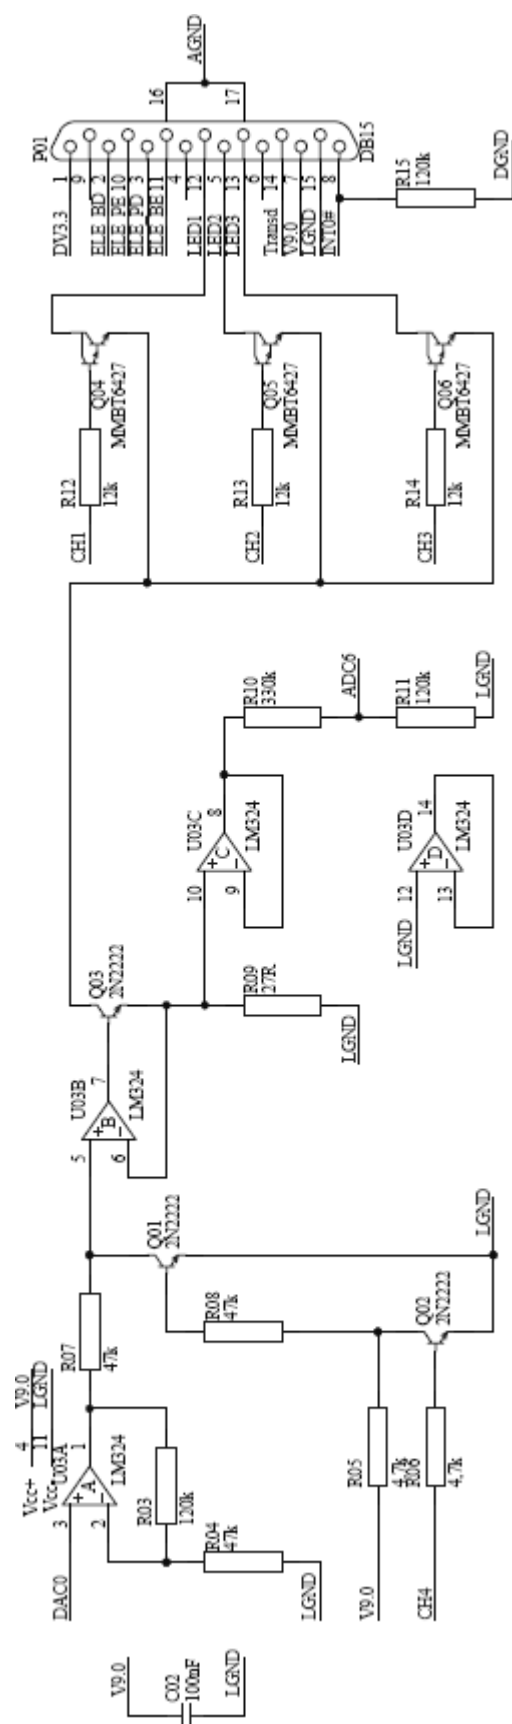 AGND
16
17
P01
DB15
1
9
2
10
3
11
4
12
5
13
6
14
7
15
8
DV3.3
ELE_BD
ELE_PE
ELE_PD
ELE_BE
LED1
LED2
LED3
Transd
V9.0
LGND
INT0#
R15
120k
DGND
Q04
MMBT6427
R12
12k
CH1
Q05
MMBT6427
R13
12k
CH2
Q06
MMBT6427
R14
12k
CH3
R10
330k
ADC6
R11
120k
LGND
U03C
8
C
10
9
LM324
U03D
14
D
12
13
LM324
LGND
Q03
2N2222
R09
27R
LGND
U03B
7
B
5
6
LM324
Q01
2N2222
LGND
R08
47k
Q02
2N2222
R07
47k
V9.0
LGND
4
11
Vcc+
Vcc-
U03A
1
A
3
2
LM324
DAC0
R03
120k
R04
47k
LGND
R05
4.7k
R06
4.7k
V9.0
CH4
V9.0
C02
100nF
LGND